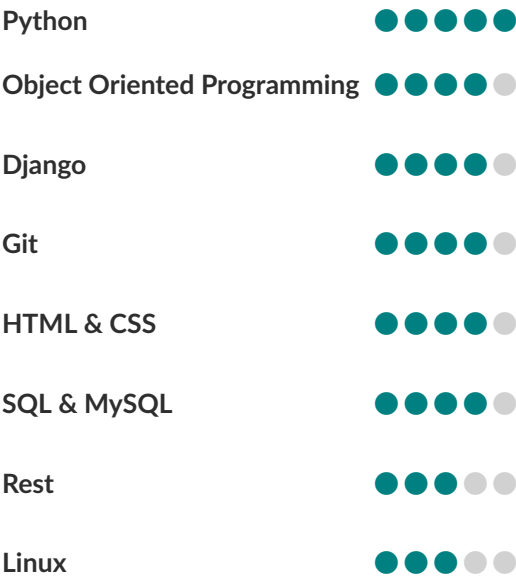 Python
Object Oriented Programming
Django
Git
HTML & CSS
SQL & MySQL
Rest
Linux